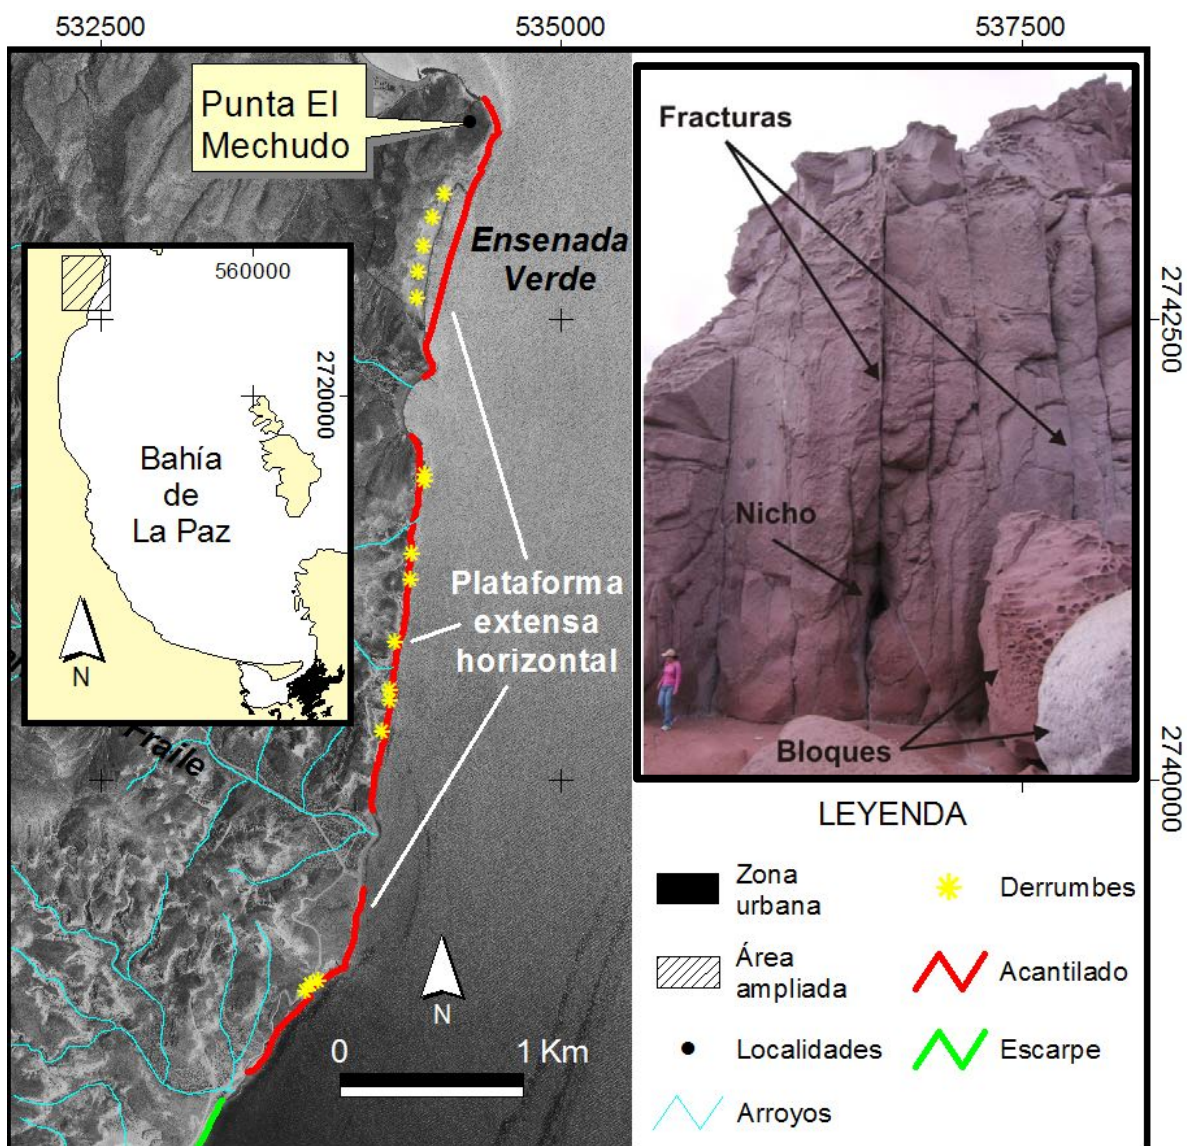 532500
535000
537500
Punta El
Mechudo
Ensenada
Verde
560000
2720000
Bahía
de
La Paz
N
Fraile
Plataforma
extensa
horizontal
N
0
1 Km
Fracturas
Nicho
Bloques
2742500
2740000
LEYENDA
Zona
urbana
Derrumbes
Área
ampliada
Acantilado
Localidades
Escarpe
Arroyos